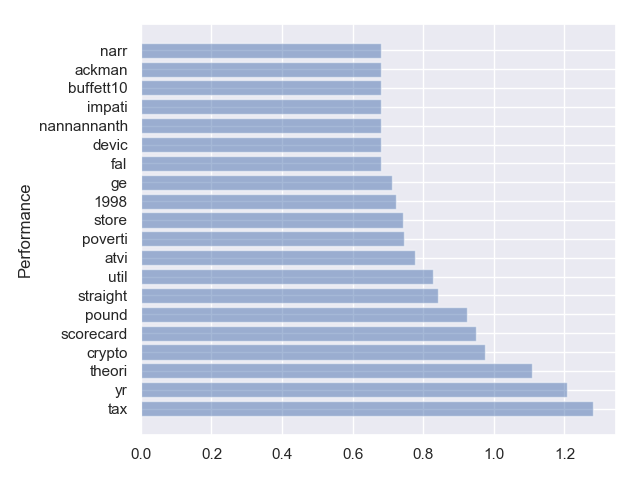 narr
ackman
buffett10
impati
nannannanth
devic
fal
ge
1998
store
poverti
atvi
util
straight
pound
scorecard
crypto
theori
yr
tax
Performance
0.0 0.2 0.4 0.6 0.8 1.0 1.2